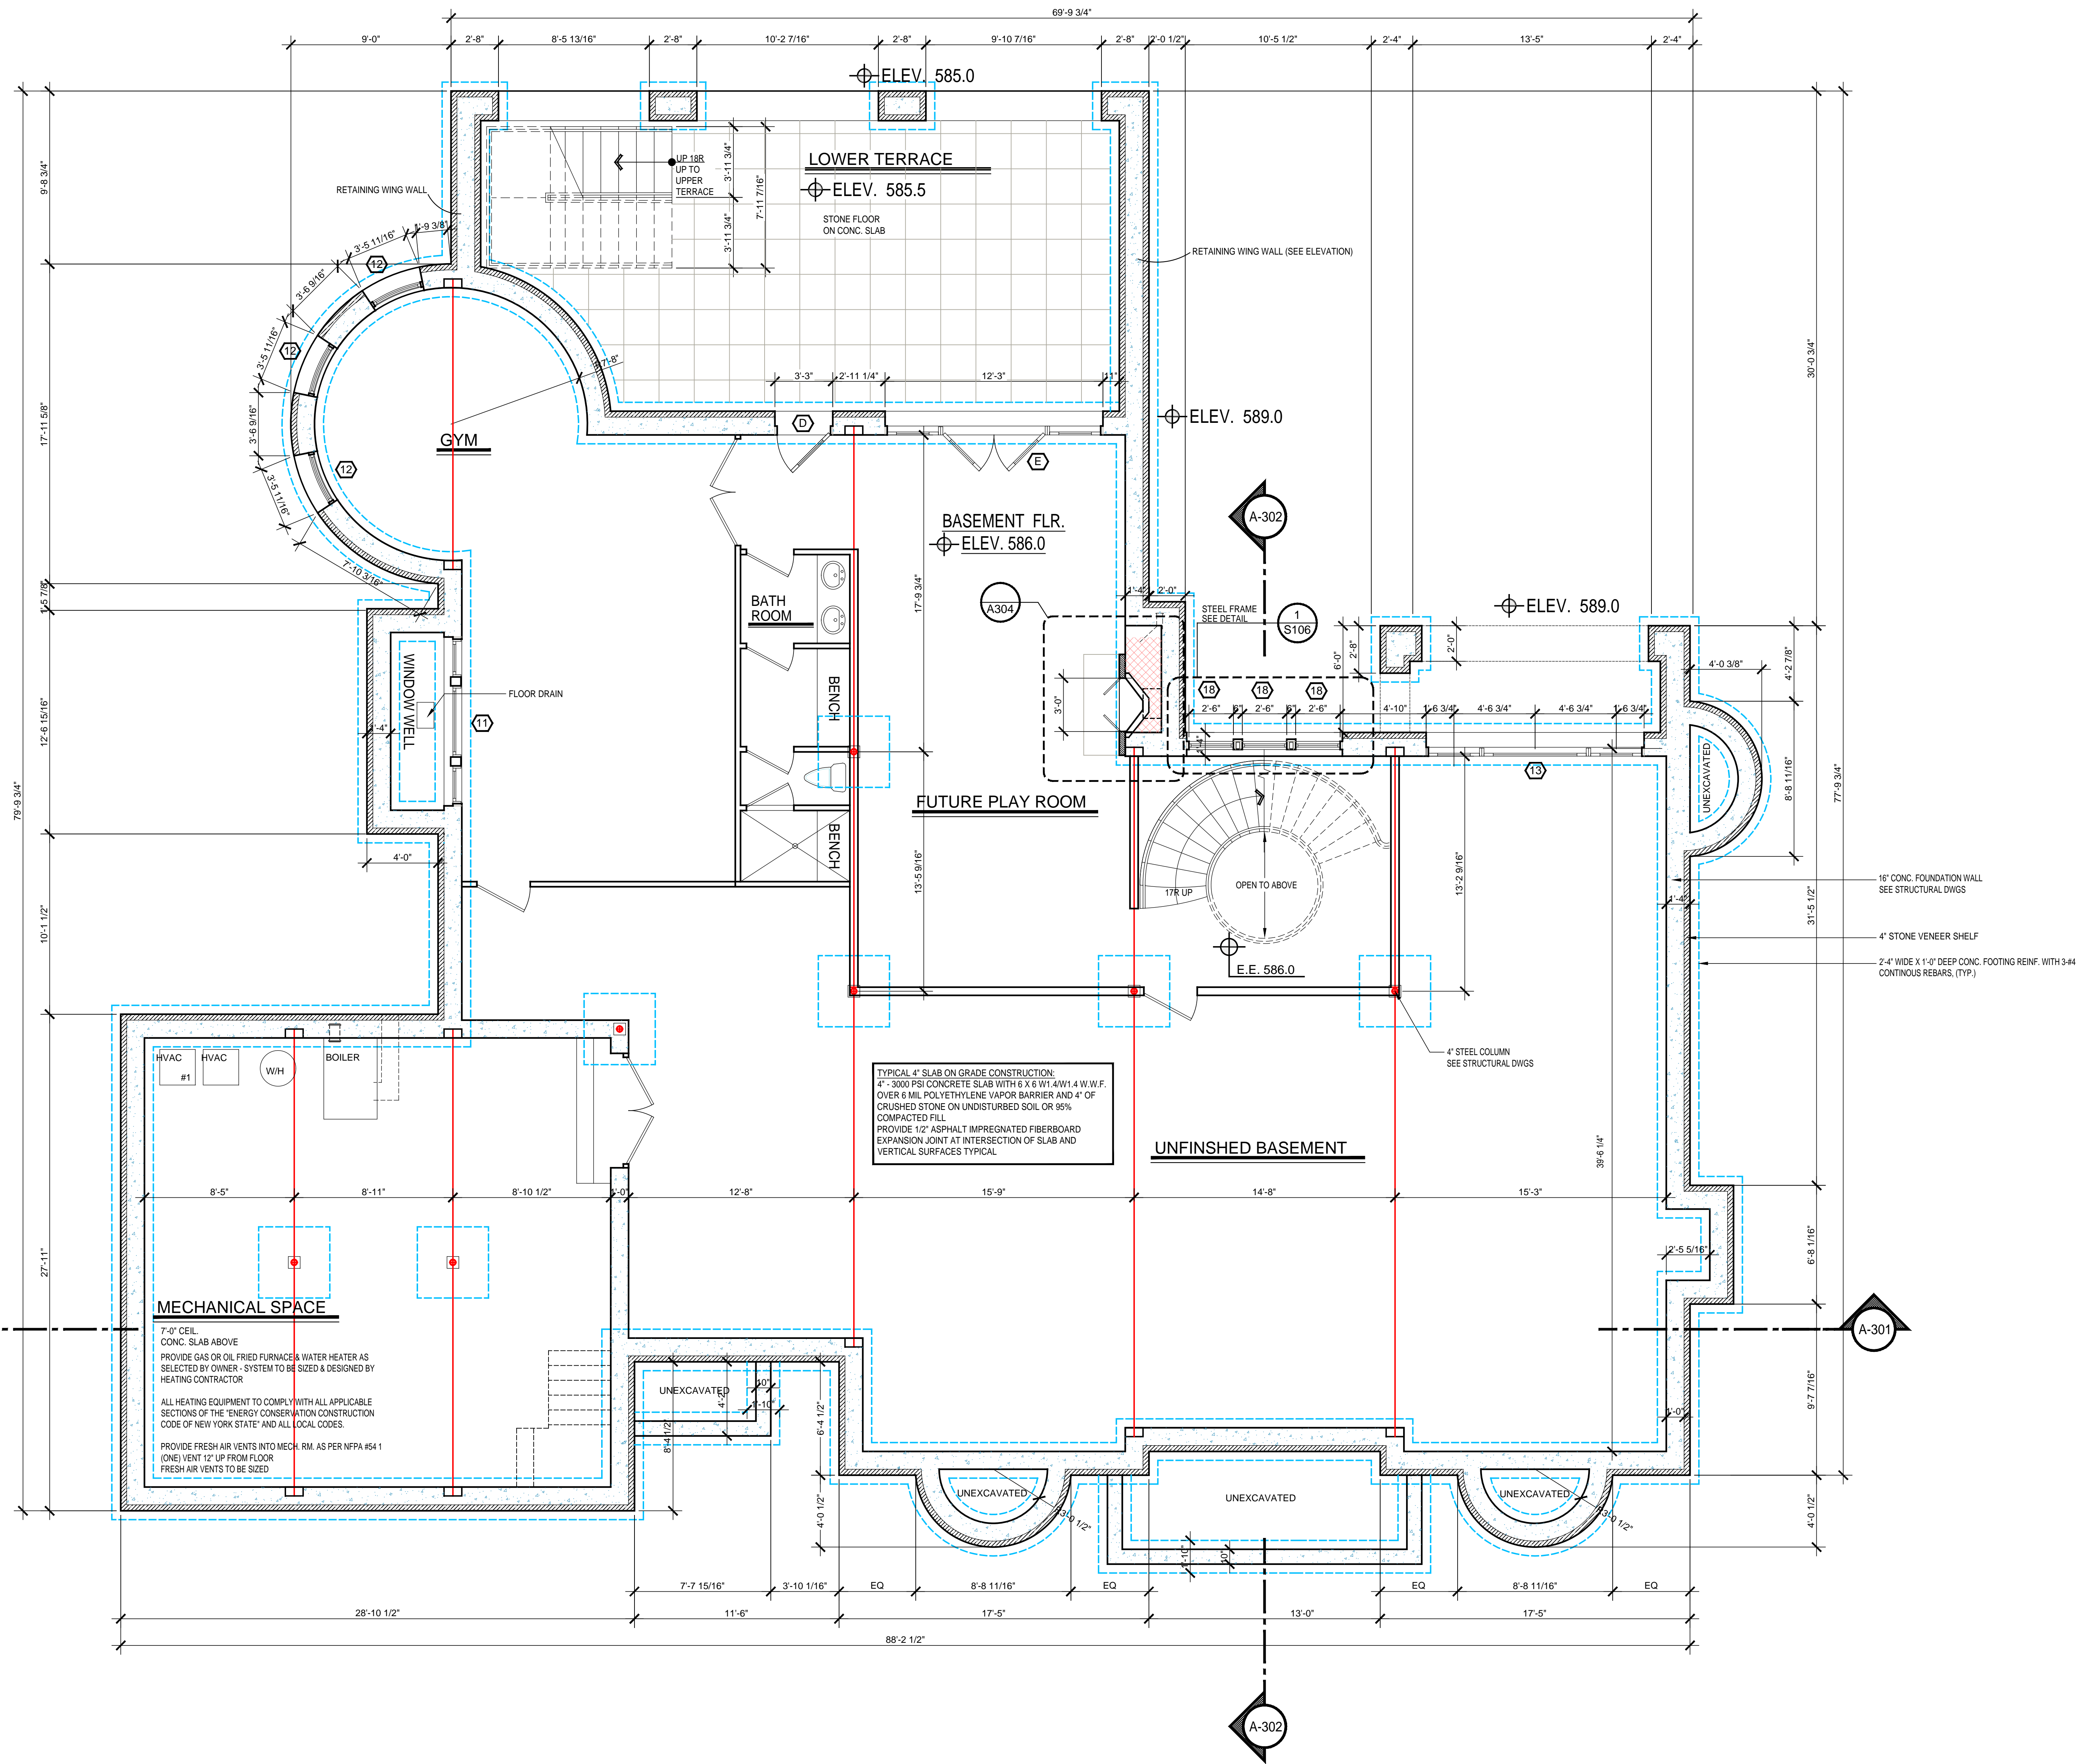 69'-9 3/4"
9'-0"
2'-8"
8'-5 13/16"
2'-8"
10'-2 7/16"
2'-8"
9'-10 7/16"
2'-8"
2'-0 1/2"
10'-5 1/2"
2'-4"
13'-5"
2'-4"
ELEV. 585.0
9'-8 3/4"
RETAINING WING WALL
UP 18R
UP TO
UPPER
TERRACE
3'-11 3/4"
3'-11 3/4"
7'-11 7/16"
LOWER TERRACE
ELEV. 585.5
STONE FLOOR
ON CONC. SLAB
RETAINING WING WALL (SEE ELEVATION)
30'-0 3/4"
3'-5 11/16"
12
3'-6 9/16"
3'-5 11/16"
12
3'-6 9/16"
12
3'-5 11/16"
7'-10 3/16"
17'-11 5/8"
7'-8"
3'-3"
2'-11 1/4"
12'-3"
11"
D
E
ELEV. 589.0
GYM
BASEMENT FLR.
ELEV. 586.0
A-302
17'-9 3/4"
BATH
ROOM
A304
1'-4"
2'-0"
STEEL FRAME
SEE DETAIL
1
S106
ELEV. 589.0
6'-0"
2'-8"
2'-0"
4'-0 3/8"
4'-2 7/8"
WINDOW WELL
FLOOR DRAIN
11
BENCH
3'-0"
18
18
18
2'-6"
6"
2'-6"
6"
2'-6"
4'-10"
1'-6 3/4"
4'-6 3/4"
4'-6 3/4"
1'-6 3/4"
12'-6 15/16"
13
UNEXCAVATED
8'-8 11/16"
79'-9 3/4"
77'-9 3/4"
FUTURE PLAY ROOM
BENCH
4'-0"
13'-5 9/16"
17R UP
OPEN TO ABOVE
13'-2 9/16"
16" CONC. FOUNDATION WALL
SEE STRUCTURAL DWGS
1'-4"
31'-5 1/2"
10'-1 1/2"
4" STONE VENEER SHELF
2'-4" WIDE X 1'-0" DEEP CONC. FOOTING REINF. WITH 3-#4
CONTINOUS REBARS, (TYP.)
E.E. 586.0
HVAC
#1
HVAC
W/H
BOILER
4" STEEL COLUMN
SEE STRUCTURAL DWGS
TYPICAL 4" SLAB ON GRADE CONSTRUCTION:
4" - 3000 PSI CONCRETE SLAB WITH 6 X 6 W1.4/W1.4 W.W.F.
OVER 6 MIL POLYETHYLENE VAPOR BARRIER AND 4" OF
CRUSHED STONE ON UNDISTURBED SOIL OR 95%
COMPACTED FILL
PROVIDE 1/2" ASPHALT IMPREGNATED FIBERBOARD
EXPANSION JOINT AT INTERSECTION OF SLAB AND
VERTICAL SURFACES TYPICAL
UNFINSHED BASEMENT
39'-6 1/4"
8'-5"
8'-11"
8'-10 1/2"
1'-0"
12'-8"
15'-9"
14'-8"
15'-3"
2'-5 5/16"
6'-8 1/16"
27'-11"
MECHANICAL SPACE
7'-0" CEIL.
CONC. SLAB ABOVE
PROVIDE GAS OR OIL FRIED FURNACE & WATER HEATER AS
SELECTED BY OWNER - SYSTEM TO BE SIZED & DESIGNED BY
HEATING CONTRACTOR
ALL HEATING EQUIPMENT TO COMPLY WITH ALL APPLICABLE
SECTIONS OF THE "ENERGY CONSERVATION CONSTRUCTION
CODE OF NEW YORK STATE" AND ALL LOCAL CODES.
PROVIDE FRESH AIR VENTS INTO MECH. RM. AS PER NFPA #54 1
(ONE) VENT 12" UP FROM FLOOR
FRESH AIR VENTS TO BE SIZED
A-301
UNEXCAVATED
10"
1'-10"
4'-2"
8'-4 1/2"
6'-4 1/2"
4'-0 1/2"
1'-0"
9'-7 7/16"
UNEXCAVATED
3'-0 1/2"
UNEXCAVATED
UNEXCAVATED
3'-0 1/2"
4'-0 1/2"
1'-10"
10"
7'-7 15/16"
3'-10 1/16"
EQ
8'-8 11/16"
EQ
EQ
8'-8 11/16"
EQ
28'-10 1/2"
11'-6"
17'-5"
13'-0"
17'-5"
88'-2 1/2"
A-302